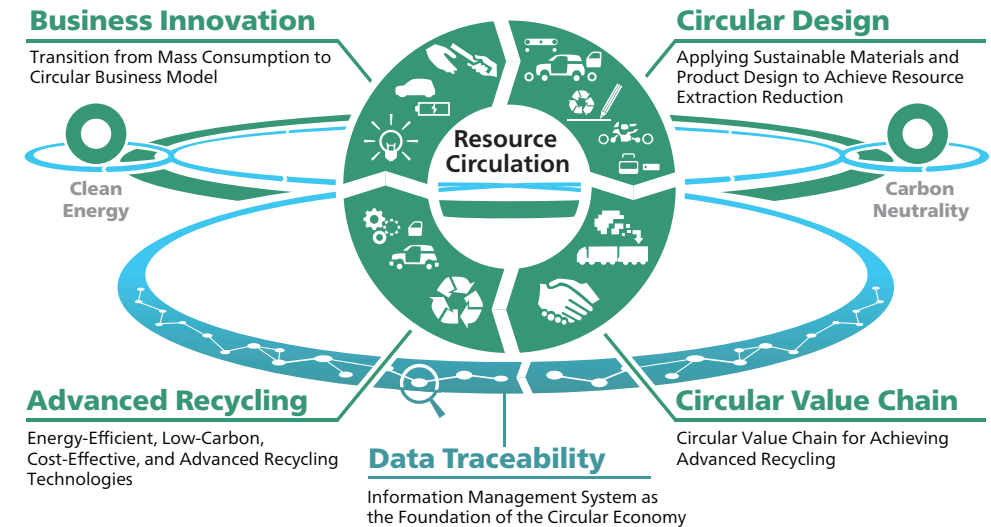 Business Innovation
Transition from Mass Consumption to
Circular Business Model
Circular Design
Applying Sustainable Materials and
Product Design to Achieve Resource
Extraction Reduction
Resource
Circulation
Clean
Energy
Carbon
Neutrality
Advanced Recycling
Energy-Efficient, Low-Carbon,
Cost-Effective, and Advanced Recycling
Technologies
Data Traceability
Information Management System as
the Foundation of the Circular Economy
Circular Value Chain
Circular Value Chain for Achieving
Advanced Recycling